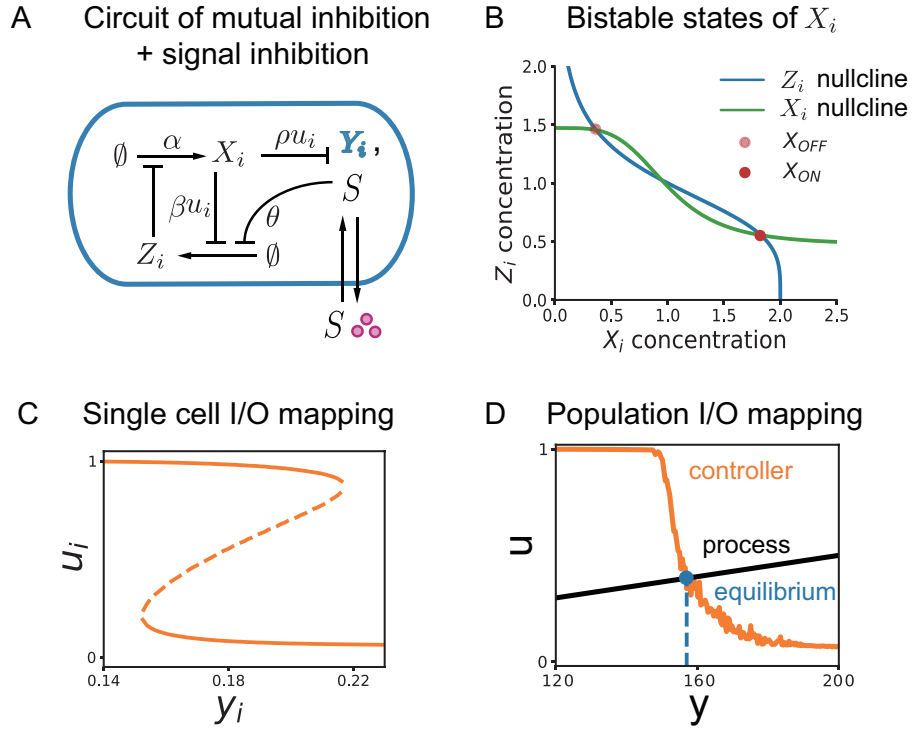 A Circuit of mutual inhibition
+ signal inhibition
∅ α X_i ρu_i Y_i ,
S
βu_i θ
Z_i ∅
S
B Bistable states of X_i
Z_i nullcline
X_i nullcline
X_OFF
X_ON
Z_i concentration
2.0
1.5
1.0
0.5
0.0
0.0 0.5 1.0 1.5 2.0 2.5
X_i concentration
C Single cell I/O mapping
1
u_i
0
0.14 0.18 0.22
y_i
D Population I/O mapping
1
controller
u
process
equilibrium
0
120 160 200
y